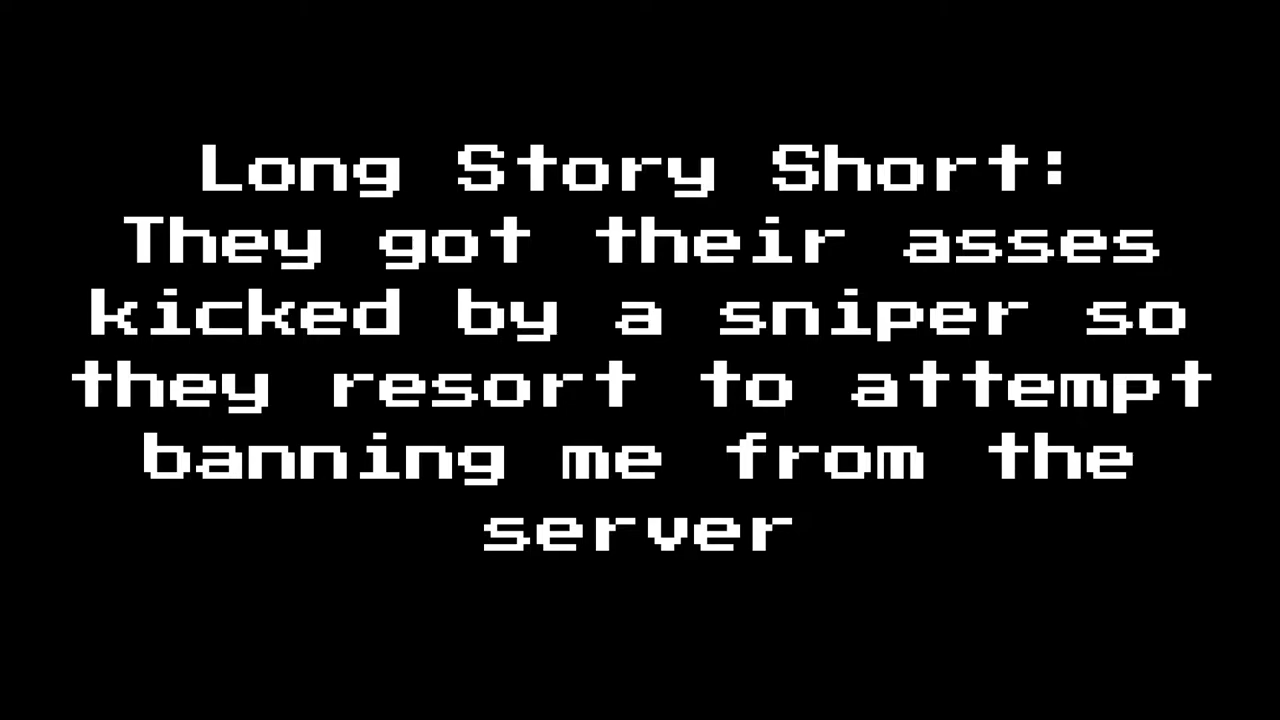 Long Story Short:
They got their asses
kicked by a sniper so
they resort to attempt
banning me from the
server